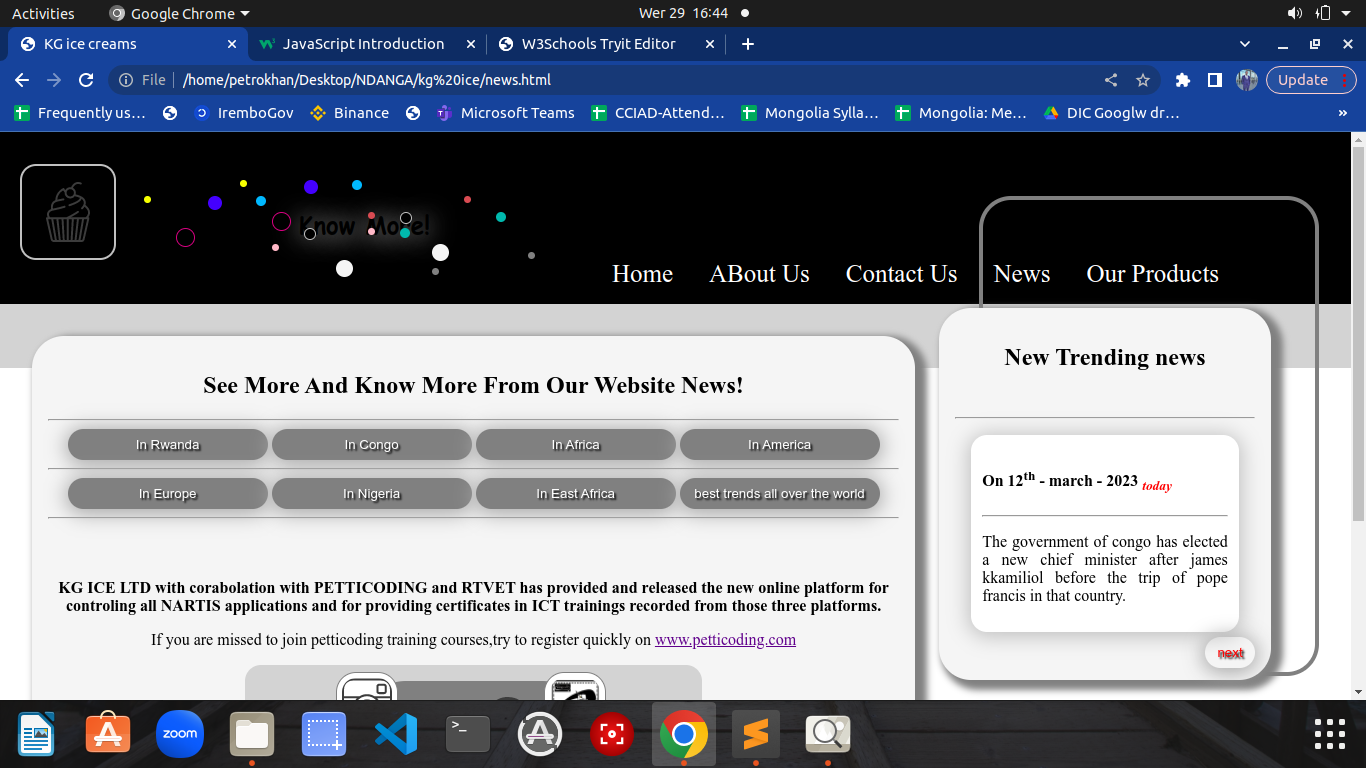 Activities
Google Chrome
Wer 29 16:44
KG ice creams
JavaScript Introduction
W3Schools Tryit Editor
File
/home/petrokhan/Desktop/NDANGA/kg%20ice/news.html
Update
Frequently us…
IremboGov
Binance
Microsoft Teams
CCIAD-Attend…
Mongolia Sylla…
Mongolia: Me…
DIC Googlw dr…
»
Know More!
Home
ABout Us
Contact Us
News
Our Products
See More And Know More From Our Website News!
In Rwanda
In Congo
In Africa
In America
In Europe
In Nigeria
In East Africa
best trends all over the world
KG ICE LTD with corabolation with PETTICODING and RTVET has provided and released the new online platform for
controling all NARTIS applications and for providing certificates in ICT trainings recorded from those three platforms.
If you are missed to join petticoding training courses,try to register quickly on www.petticoding.com
New Trending news
On 12th - march - 2023 today
The government of congo has elected
a new chief minister after james
kkamiliol before the trip of pope
francis in that country.
next
zoom